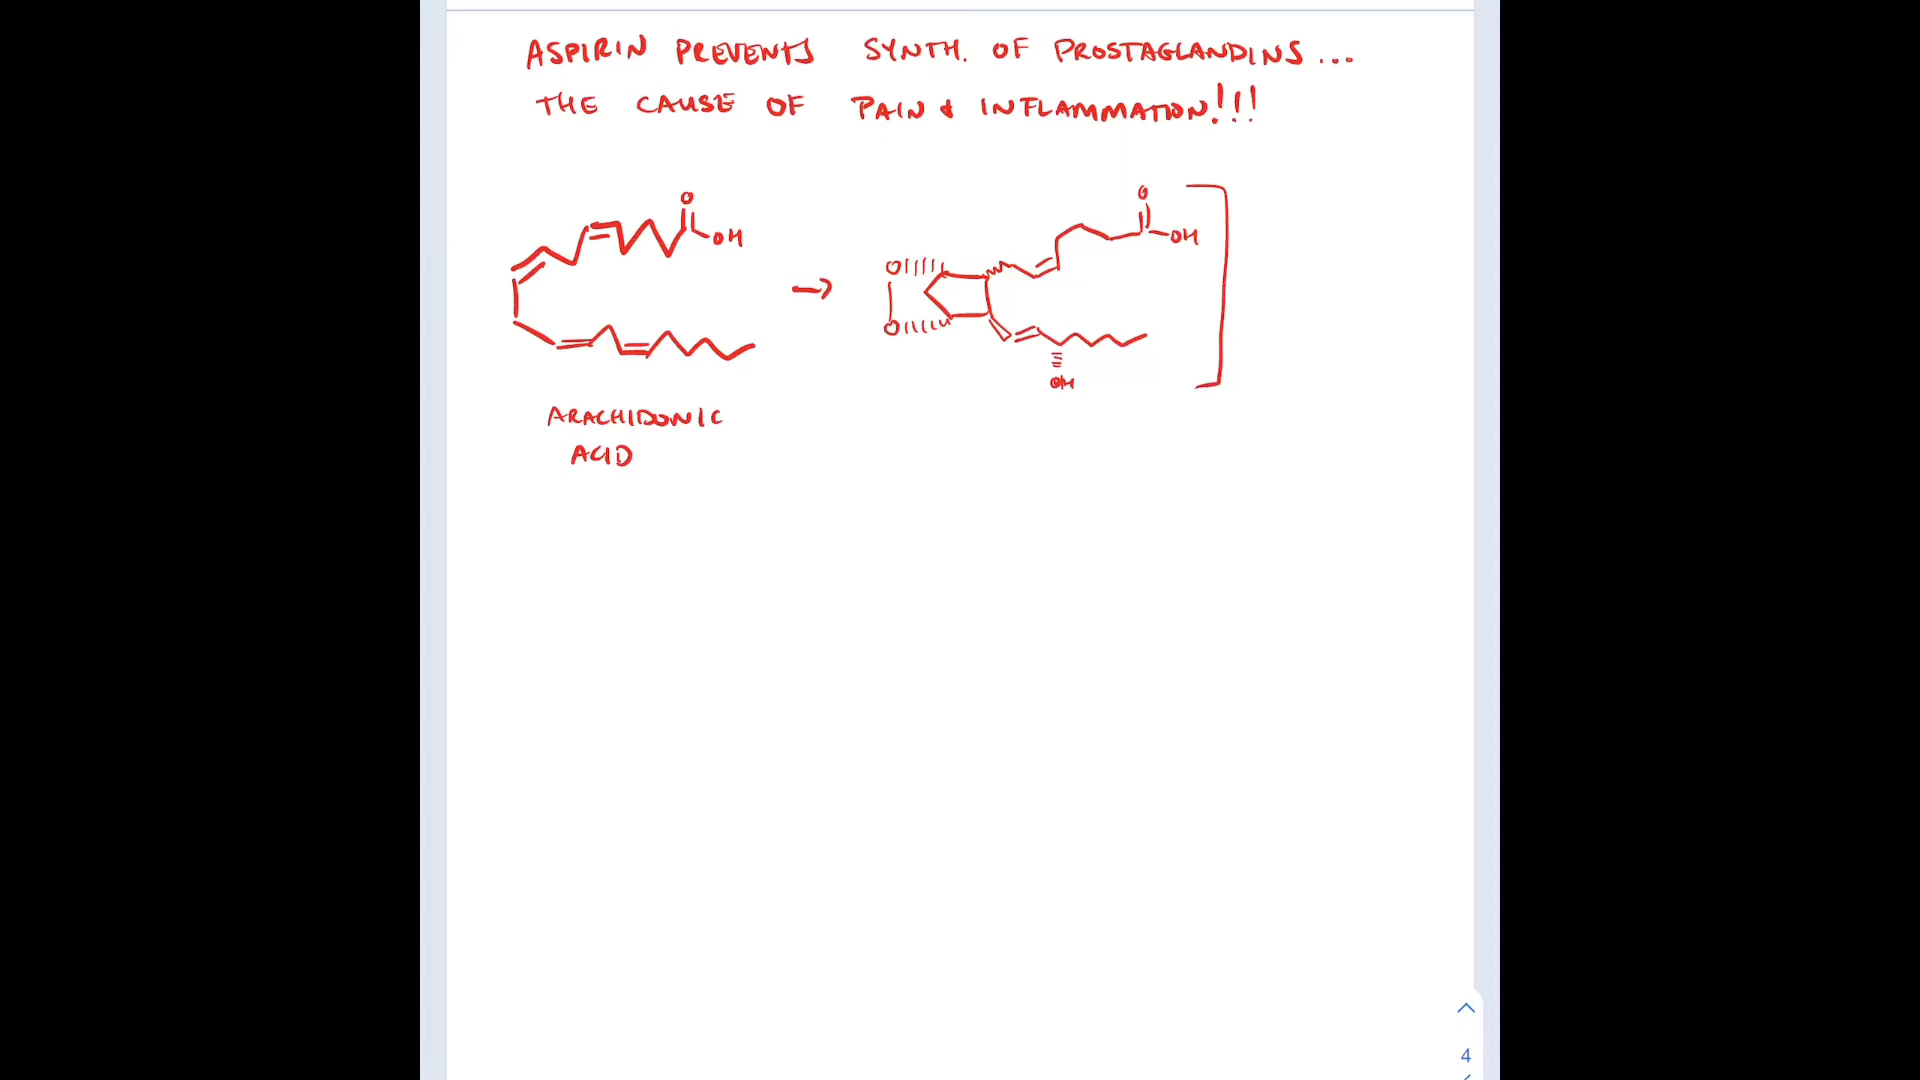 ASPIRIN PREVENTS SYNTH. OF PROSTAGLANDINS...
THE CAUSE OF PAIN & INFLAMMATION!!!
O
OH
O
OH
O
O
OH
ARACHIDONIC
ACID
4